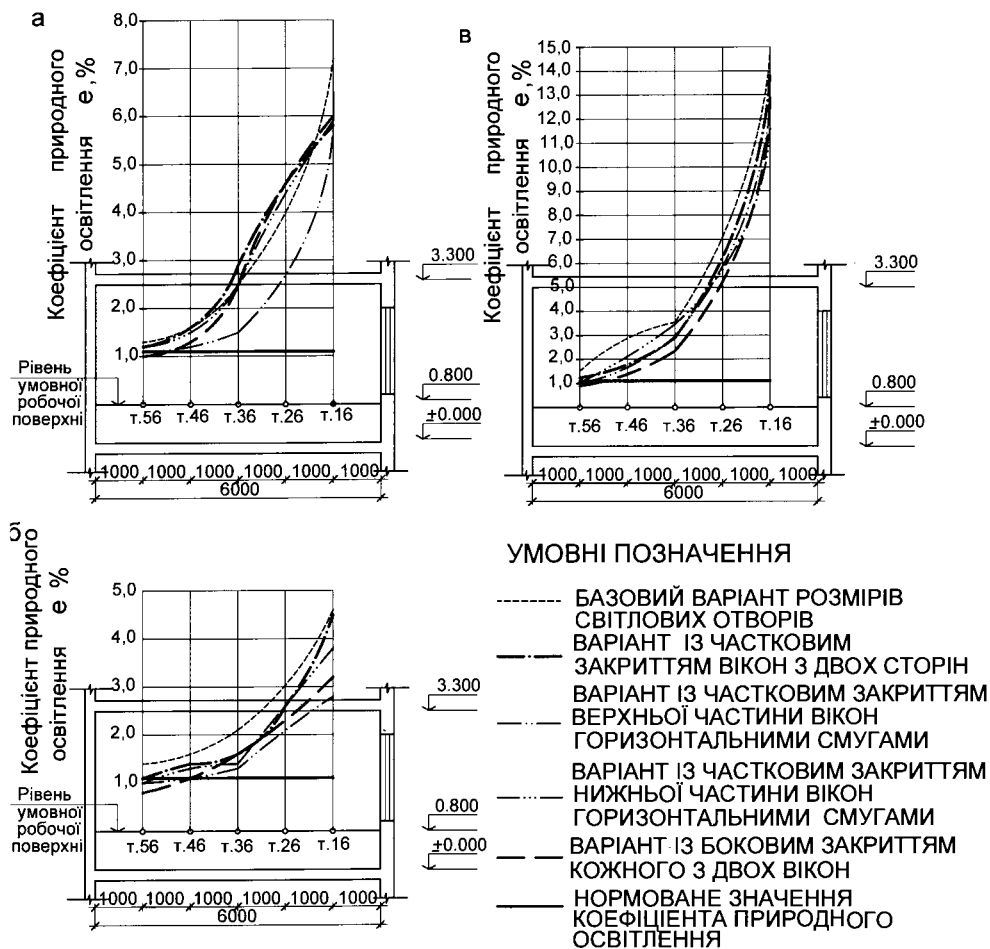 а
Коефіцієнт природного
освітлення е,%
8,0
7,0
6,0
5,0
4,0
3,0
2,0
1,0
3.300
0.800
±0.000
Рівень
умовної
робочої
поверхні
т.56 т.46 т.36 т.26 т.16
1000 1000 1000 1000 1000 1000
6000
в
Коефіцієнт природного
освітлення е,%
15,0
14,0
13,0
12,0
11,0
10,0
9,0
8,0
7,0
6,0
5,0
4,0
3,0
2,0
1,0
3.300
0.800
±0.000
т.56 т.46 т.36 т.26 т.16
1000 1000 1000 1000 1000 1000
6000
б
Коефіцієнт природного
освітлення е %
5,0
4,0
3,0
2,0
1,0
3.300
0.800
±0.000
Рівень
умовної
робочої
поверхні
т.56 т.46 т.36 т.26 т.16
1000 1000 1000 1000 1000 1000
6000
УМОВНІ ПОЗНАЧЕННЯ
БАЗОВИЙ ВАРІАНТ РОЗМІРІВ
СВІТЛОВИХ ОТВОРІВ
ВАРІАНТ ІЗ ЧАСТКОВИМ
ЗАКРИТТЯМ ВІКОН З ДВОХ СТОРІН
ВАРІАНТ ІЗ ЧАСТКОВИМ ЗАКРИТТЯМ
ВЕРХНЬОЇ ЧАСТИНИ ВІКОН
ГОРИЗОНТАЛЬНИМИ СМУГАМИ
ВАРІАНТ ІЗ ЧАСТКОВИМ ЗАКРИТТЯМ
НИЖНЬОЇ ЧАСТИНИ ВІКОН
ГОРИЗОНТАЛЬНИМИ СМУГАМИ
ВАРІАНТ ІЗ БОКОВИМ ЗАКРИТТЯМ
КОЖНОГО З ДВОХ ВІКОН
НОРМОВАНЕ ЗНАЧЕННЯ
КОЕФІЦІЄНТА ПРИРОДНОГО
ОСВІТЛЕННЯ